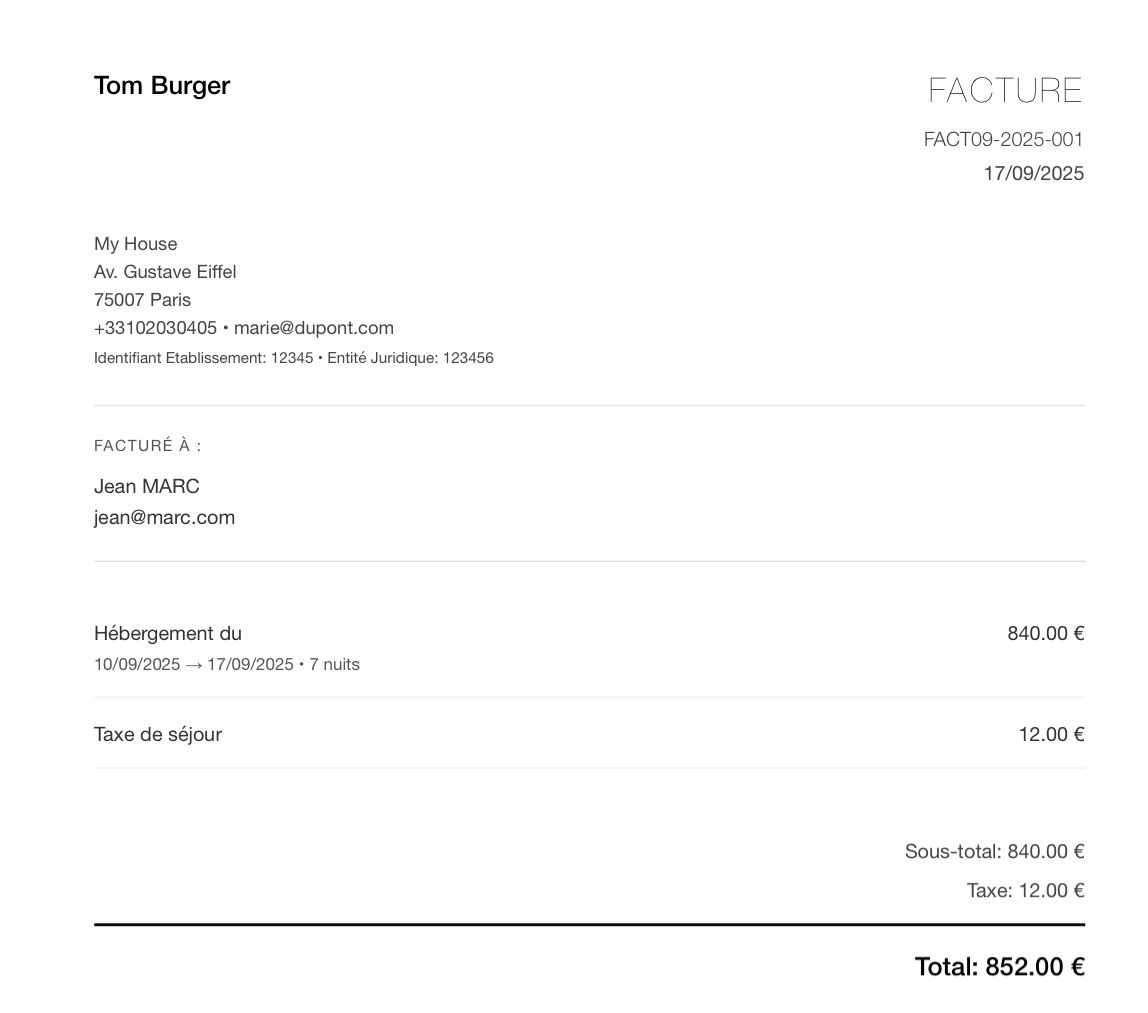 Tom Burger
FACTURE
FACT09-2025-001
17/09/2025
My House
Av. Gustave Eiffel
75007 Paris
+33102030405 • marie@dupont.com
Identifiant Etablissement: 12345 • Entité Juridique: 123456
FACTURÉ À :
Jean MARC
jean@marc.com
Hébergement du 840.00 €
10/09/2025 → 17/09/2025 • 7 nuits
Taxe de séjour 12.00 €
Sous-total: 840.00 €
Taxe: 12.00 €
Total: 852.00 €